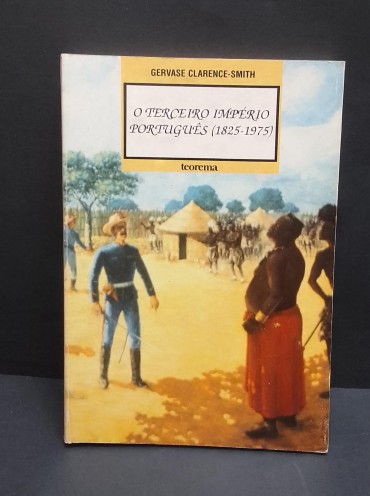 GERVASE CLARENCE-SMITH
O TERCEIRO IMPÉRIO
PORTUGUÊS (1825-1975)
teorema